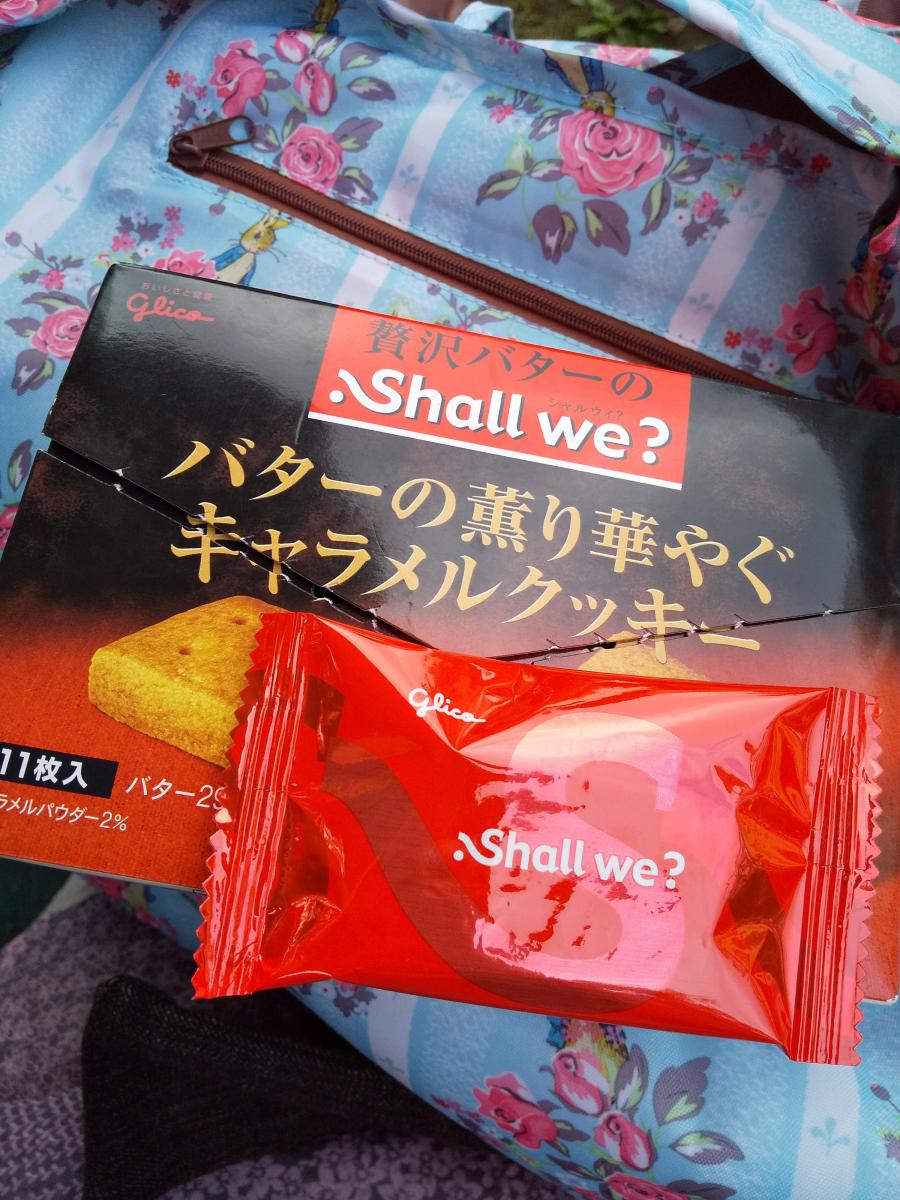 おいしさと健康
Glico
贅沢バターの
シャルウィ?
Shall we?
バターの薫り華やぐ
キャラメルクッキー
11枚入
バター29
ラメルパウダー2%
Glico
Shall we?